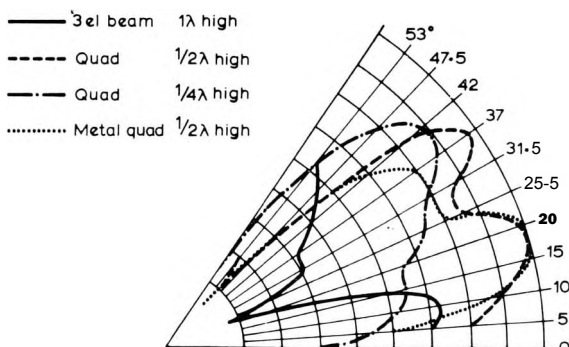 3el beam 1λ high
Quad 1/2λ high
Quad 1/4λ high
Metal quad 1/2λ high
53°
47·5
42
37
31·5
25·5
20
15
10
5
0